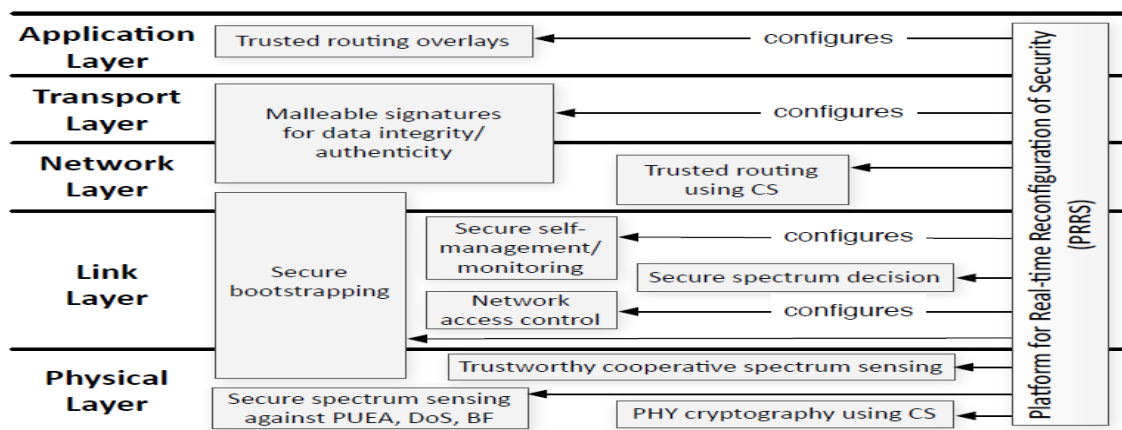 Application
Layer
Trusted routing overlays
configures
Transport
Layer
Malleable signatures
for data integrity/
authenticity
configures
Network
Layer
Trusted routing
using CS
Link
Layer
Secure
bootstrapping
Secure self-
management/
monitoring
configures
Secure spectrum decision
Network
access control
configures
Physical
Layer
Trustworthy cooperative spectrum sensing
Secure spectrum sensing
against PUEA, DoS, BF
PHY cryptography using CS
Platform for Real-time Reconfiguration of Security
(PRRS)